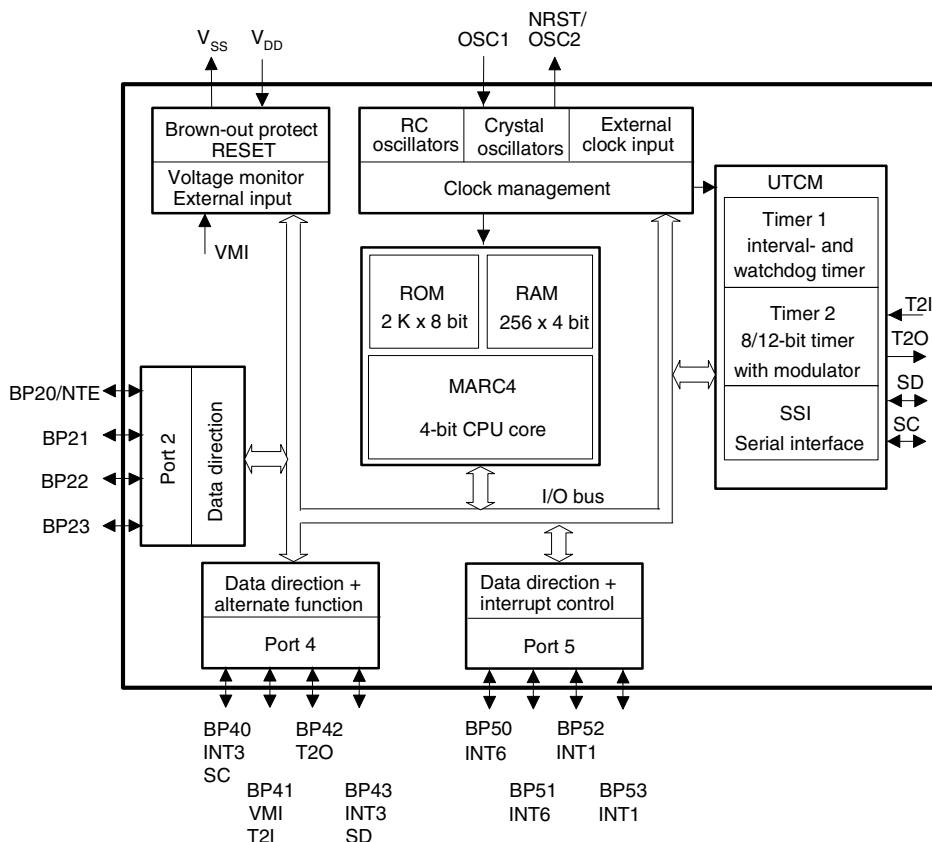 NRST/
OSC2
OSC1
VSS
VDD
Brown-out protect
RESET
Voltage monitor
External input
VMI
RC
oscillators
Crystal
oscillators
External
clock input
Clock management
UTCM
Timer 1
interval- and
watchdog timer
Timer 2
8/12-bit timer
with modulator
SSI
Serial interface
T2I
T2O
SD
SC
ROM
2 K x 8 bit
RAM
256 x 4 bit
MARC4
4-bit CPU core
I/O bus
BP20/NTE
BP21
BP22
BP23
Port 2
Data direction
Data direction +
alternate function
Port 4
Data direction +
interrupt control
Port 5
BP40
INT3
SC
BP41
VMI
T2I
BP42
T2O
BP43
INT3
SD
BP50
INT6
BP51
INT6
BP52
INT1
BP53
INT1